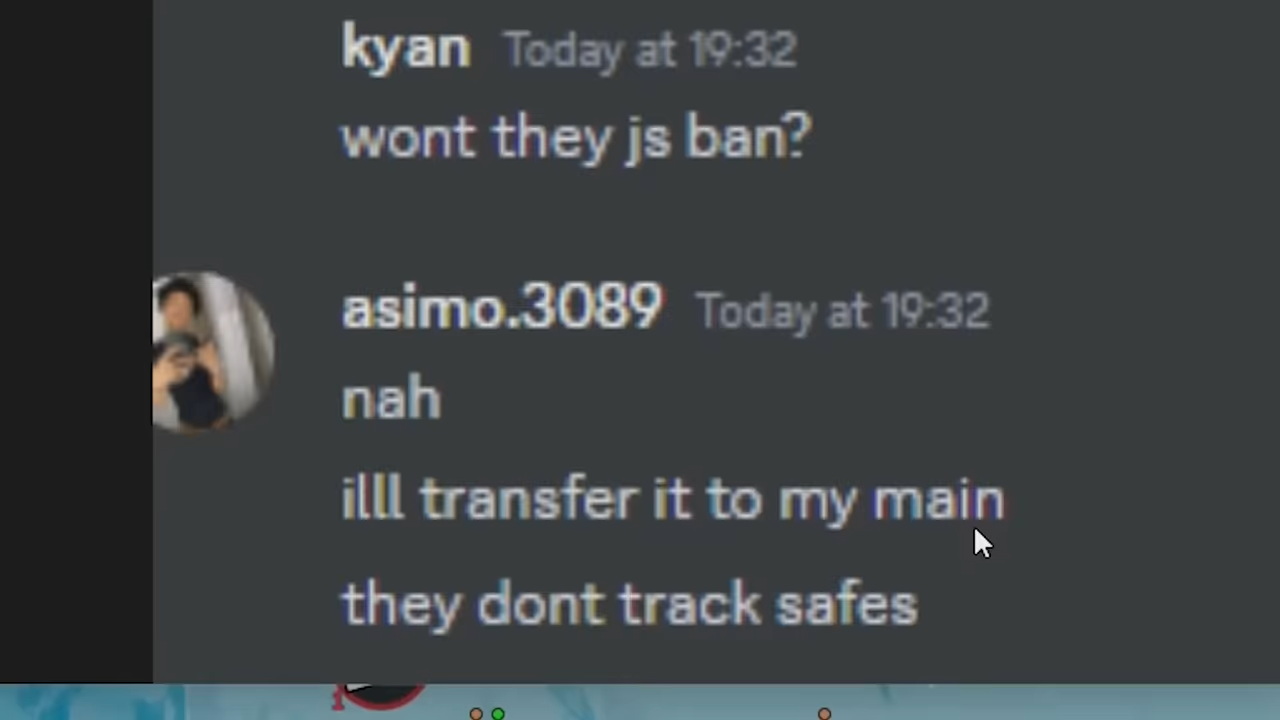 kyan Today at 19:32
wont they js ban?
asimo.3089 Today at 19:32
nah
illl transfer it to my main
they dont track safes